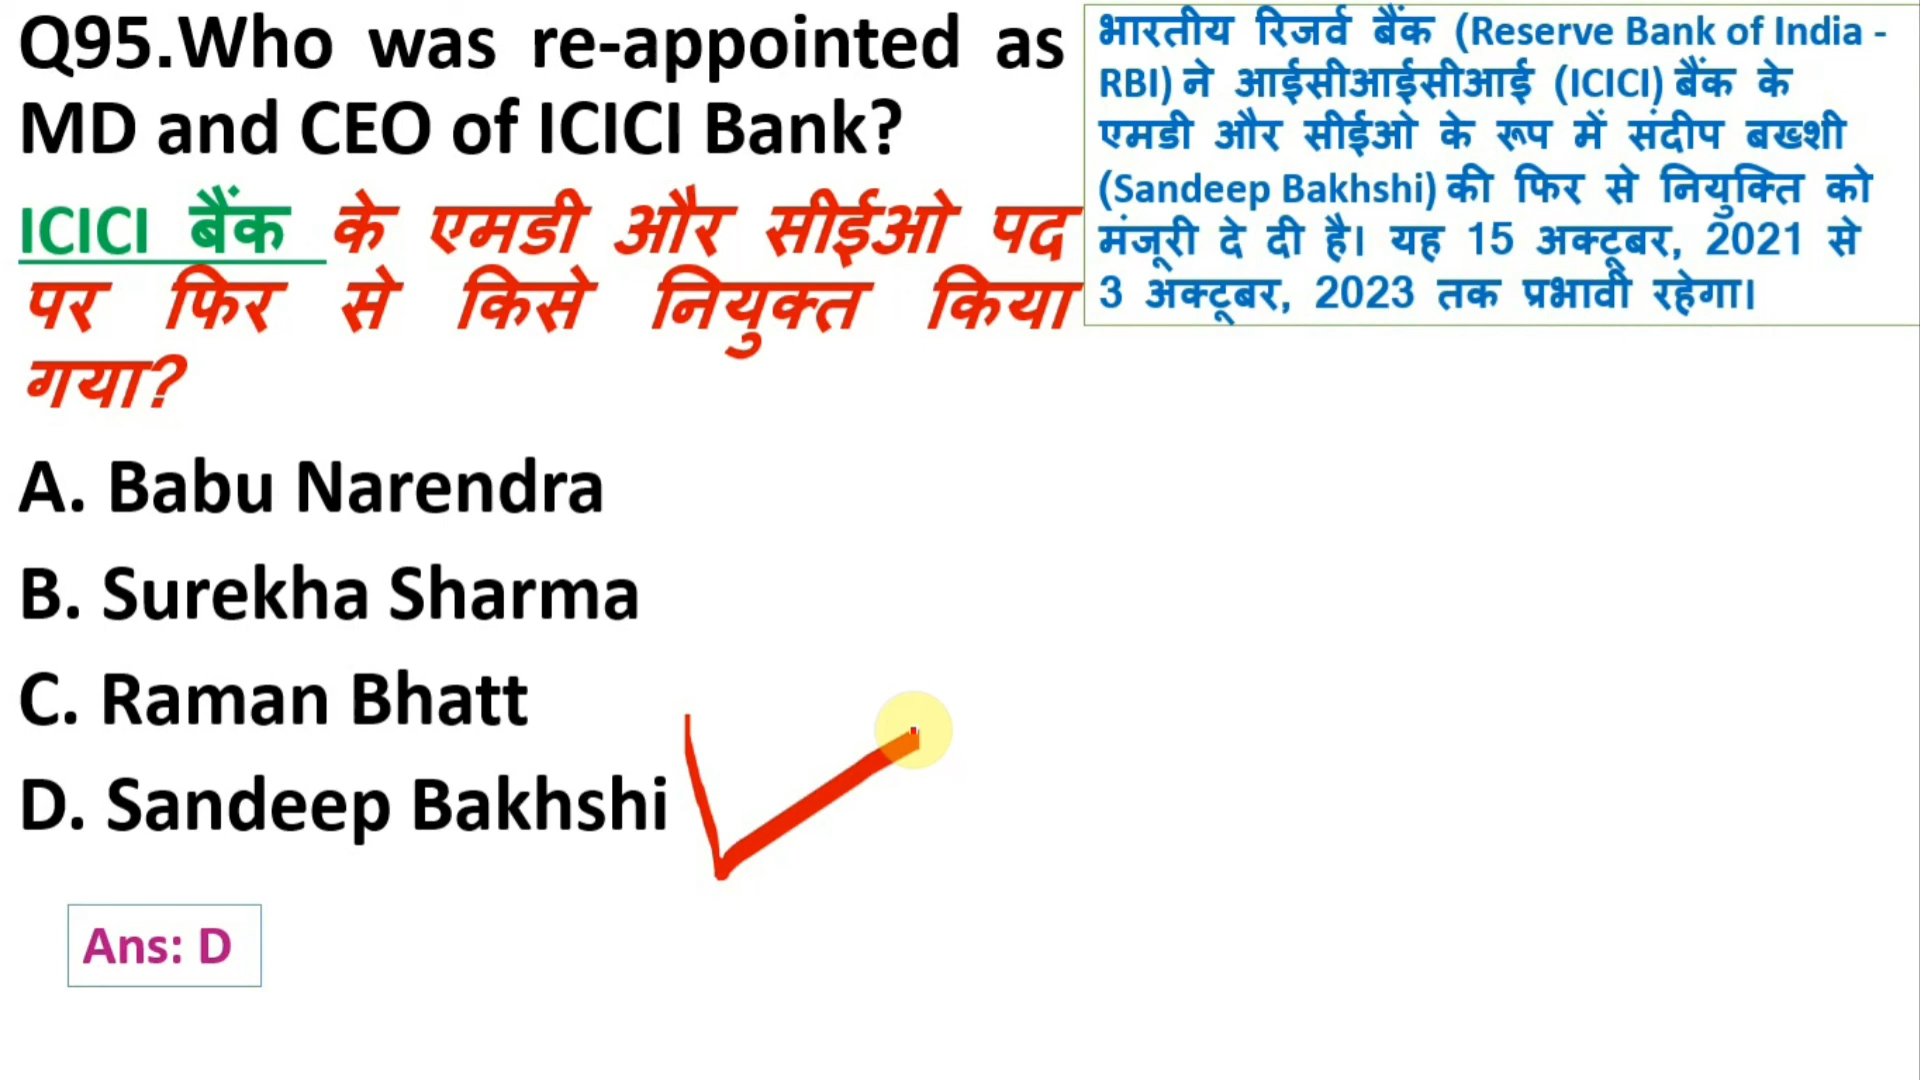 Q95.Who was re-appointed as
MD and CEO of ICICI Bank?
ICICI बैंक के एमडी और सीईओ पद
पर फिर से किसे नियुक्त किया
गया?
A. Babu Narendra
B. Surekha Sharma
C. Raman Bhatt
D. Sandeep Bakhshi
Ans: D
भारतीय रिजर्व बैंक (Reserve Bank of India -
RBI) ने आईसीआईसीआई (ICICI) बैंक के
एमडी और सीईओ के रूप में संदीप बख्शी
(Sandeep Bakhshi) की फिर से नियुक्ति को
मंजूरी दे दी है। यह 15 अक्टूबर, 2021 से
3 अक्टूबर, 2023 तक प्रभावी रहेगा।